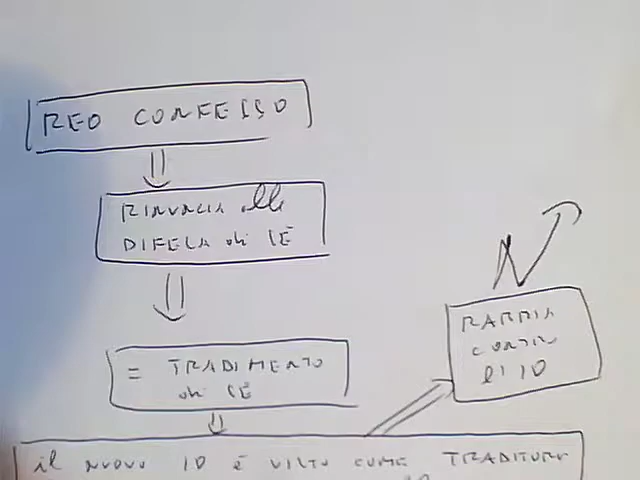 REO CONFESSO
RINUNCIA alla
DIFESA di SÉ
= TRADIMENTO
di SÉ
RABBIA
contro
l'IO
il nuovo IO è visto come TRADITORE